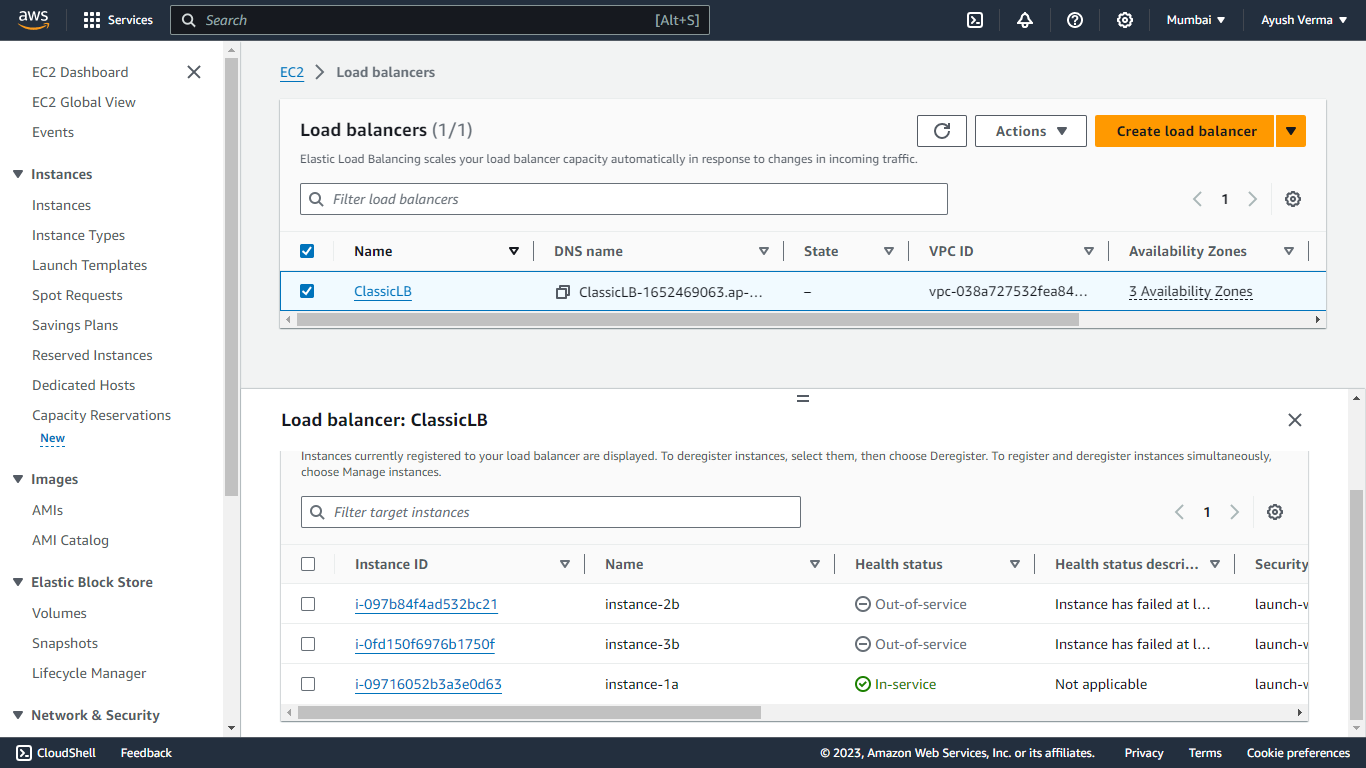 aws
Services
Search
[Alt+S]
Mumbai
Ayush Verma
EC2 Dashboard
EC2 Global View
Events
Instances
Instances
Instance Types
Launch Templates
Spot Requests
Savings Plans
Reserved Instances
Dedicated Hosts
Capacity Reservations
New
Images
AMIs
AMI Catalog
Elastic Block Store
Volumes
Snapshots
Lifecycle Manager
Network & Security
EC2 Load balancers
Load balancers (1/1)
Actions
Create load balancer
Elastic Load Balancing scales your load balancer capacity automatically in response to changes in incoming traffic.
Filter load balancers
1
Name DNS name State VPC ID Availability Zones
ClassicLB ClassicLB-1652469063.ap-... – vpc-038a727532fea84... 3 Availability Zones
Load balancer: ClassicLB
Instances currently registered to your load balancer are displayed. To deregister instances, select them, then choose Deregister. To register and deregister instances simultaneously,
choose Manage instances.
Filter target instances
1
Instance ID Name Health status Health status descri... Security
i-097b84f4ad532bc21 instance-2b Out-of-service Instance has failed at l... launch-w
i-0fd150f6976b1750f instance-3b Out-of-service Instance has failed at l... launch-w
i-09716052b3a3e0d63 instance-1a In-service Not applicable launch-w
CloudShell Feedback © 2023, Amazon Web Services, Inc. or its affiliates. Privacy Terms Cookie preferences